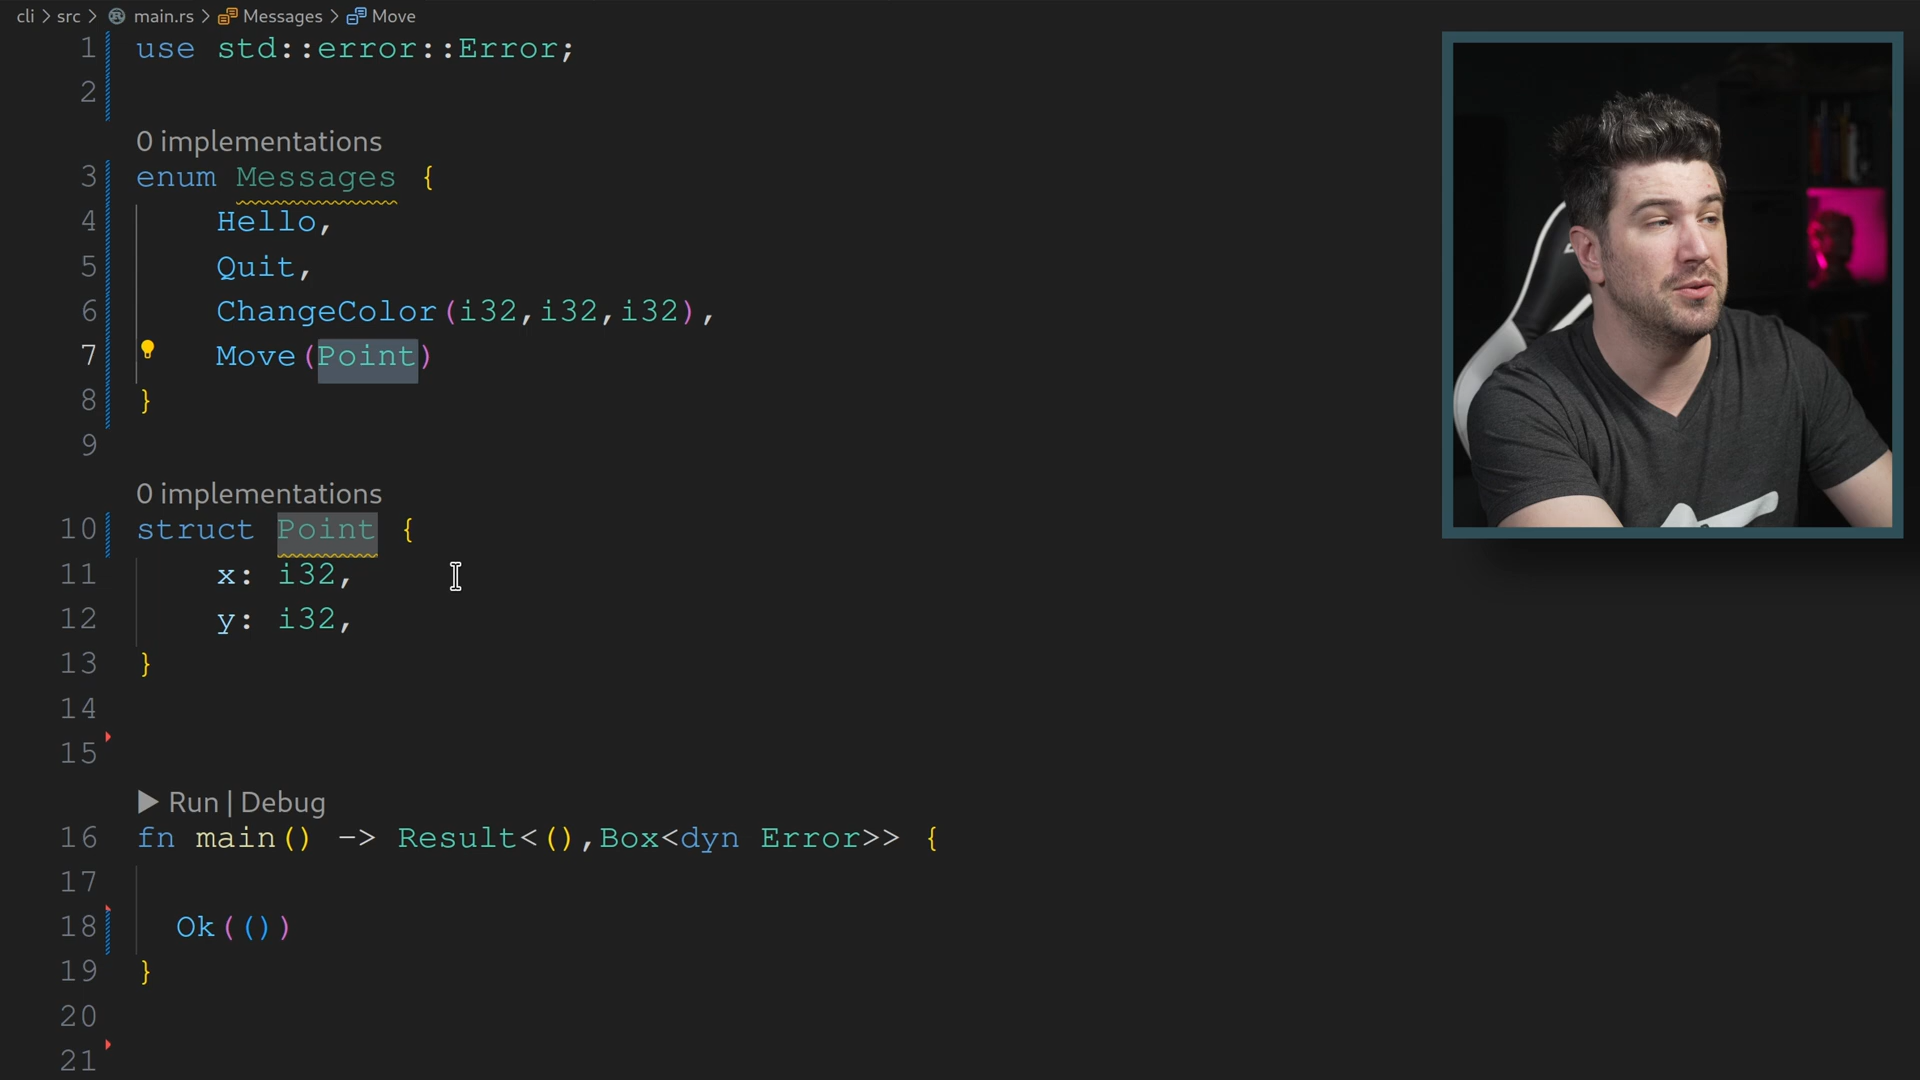 cli > src > main.rs > Messages > Move
1 use std::error::Error;
2
0 implementations
3 enum Messages {
4 Hello,
5 Quit,
6 ChangeColor(i32,i32,i32),
7 Move(Point)
8 }
9
0 implementations
10 struct Point {
11 x: i32,
12 y: i32,
13 }
14
15
Run | Debug
16 fn main() -> Result<(),Box<dyn Error>> {
17
18 Ok(())
19 }
20
21